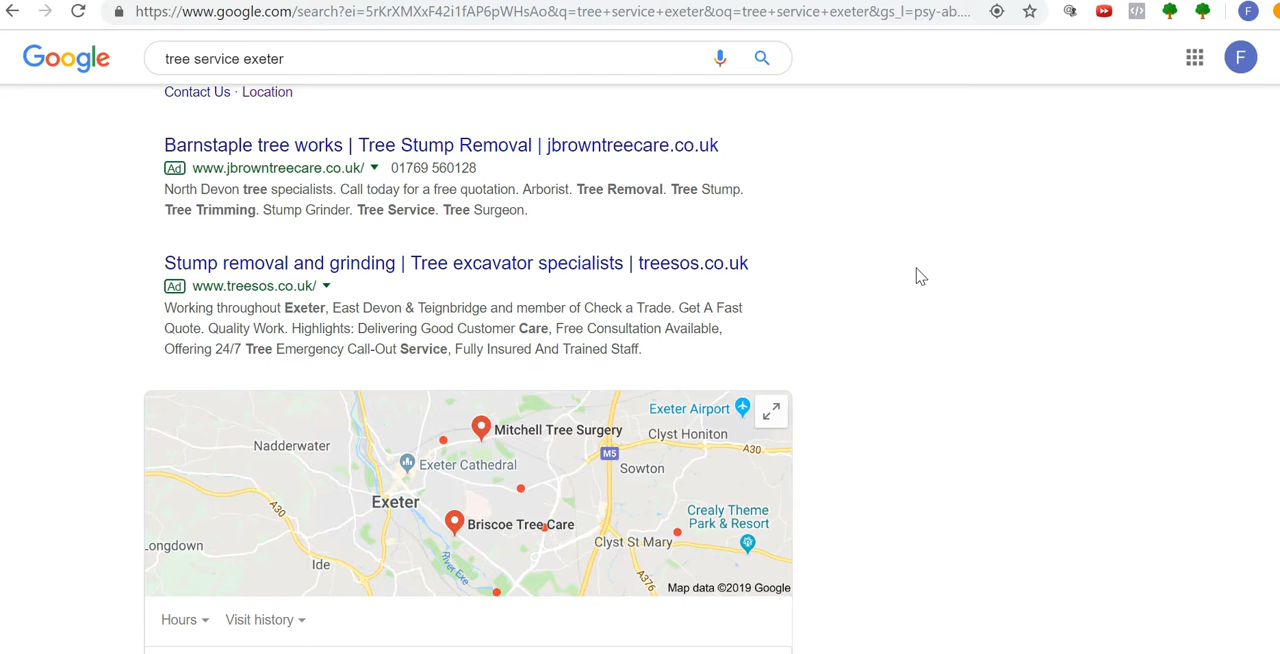 https://www.google.com/search?ei=5rKrXMXxF42i1fAP6pWHsAo&q=tree+service+exeter&oq=tree+service+exeter&gs_l=psy-ab....
F
Google
tree service exeter
F
Contact Us · Location
Barnstaple tree works | Tree Stump Removal | jbrowntreecare.co.uk
Ad www.jbrowntreecare.co.uk/ 01769 560128
North Devon tree specialists. Call today for a free quotation. Arborist. Tree Removal. Tree Stump.
Tree Trimming. Stump Grinder. Tree Service. Tree Surgeon.
Stump removal and grinding | Tree excavator specialists | treesos.co.uk
Ad www.treesos.co.uk/
Working throughout Exeter, East Devon & Teignbridge and member of Check a Trade. Get A Fast
Quote. Quality Work. Highlights: Delivering Good Customer Care, Free Consultation Available,
Offering 24/7 Tree Emergency Call-Out Service, Fully Insured And Trained Staff.
Exeter Airport
Mitchell Tree Surgery
Clyst Honiton
Nadderwater
M5
A30
Exeter Cathedral
Sowton
Exeter
A30
Crealy Theme
Park & Resort
Briscoe Tree Care
Longdown
Clyst St Mary
Ide
River Exe
A376
Map data ©2019 Google
Hours Visit history